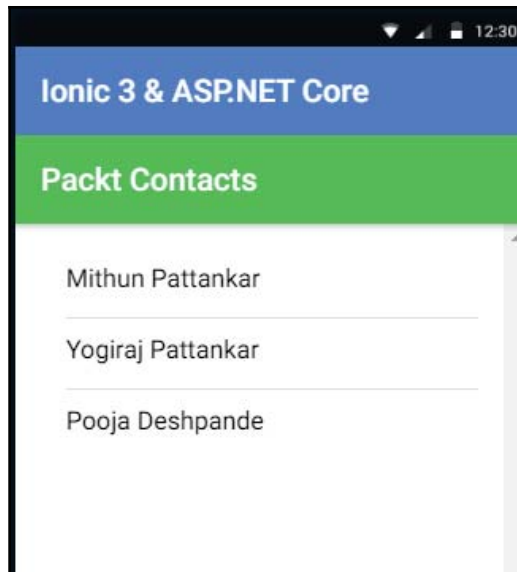 12:30
Ionic 3 & ASP.NET Core
Packt Contacts
Mithun Pattankar
Yogiraj Pattankar
Pooja Deshpande